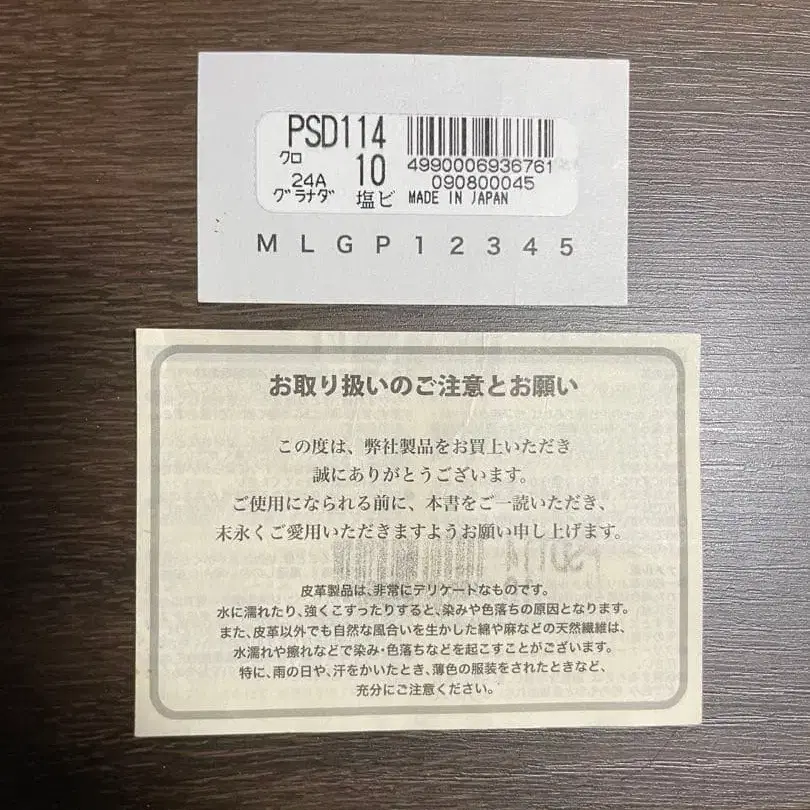 PSD114
クロ 10
4990006936761
24A 090800045
グラナダ 塩ビ MADE IN JAPAN
M L G P 1 2 3 4 5
お取り扱いのご注意とお願い
この度は、弊社製品をお買上いただき
誠にありがとうございます。
ご使用になられる前に、本書をご一読いただき、
末永くご愛用いただきますようお願い申し上げます。
皮革製品は、非常にデリケートなものです。
水に濡れたり、強くこすったりすると、染みや色落ちの原因となります。
また、皮革以外でも自然な風合いを生かした綿や麻などの天然繊維は、
水濡れや擦れなどで染み・色落ちなどを起こすことがございます。
特に、雨の日や、汗をかいたとき、薄色の服装をされたときなど、
充分にご注意ください。